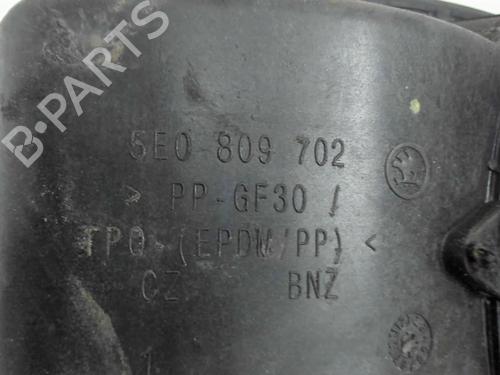 B-PARTS
5E0 809 702
> PP-GF30 /
TPO-(EPDM/PP) <
CZ BNZ